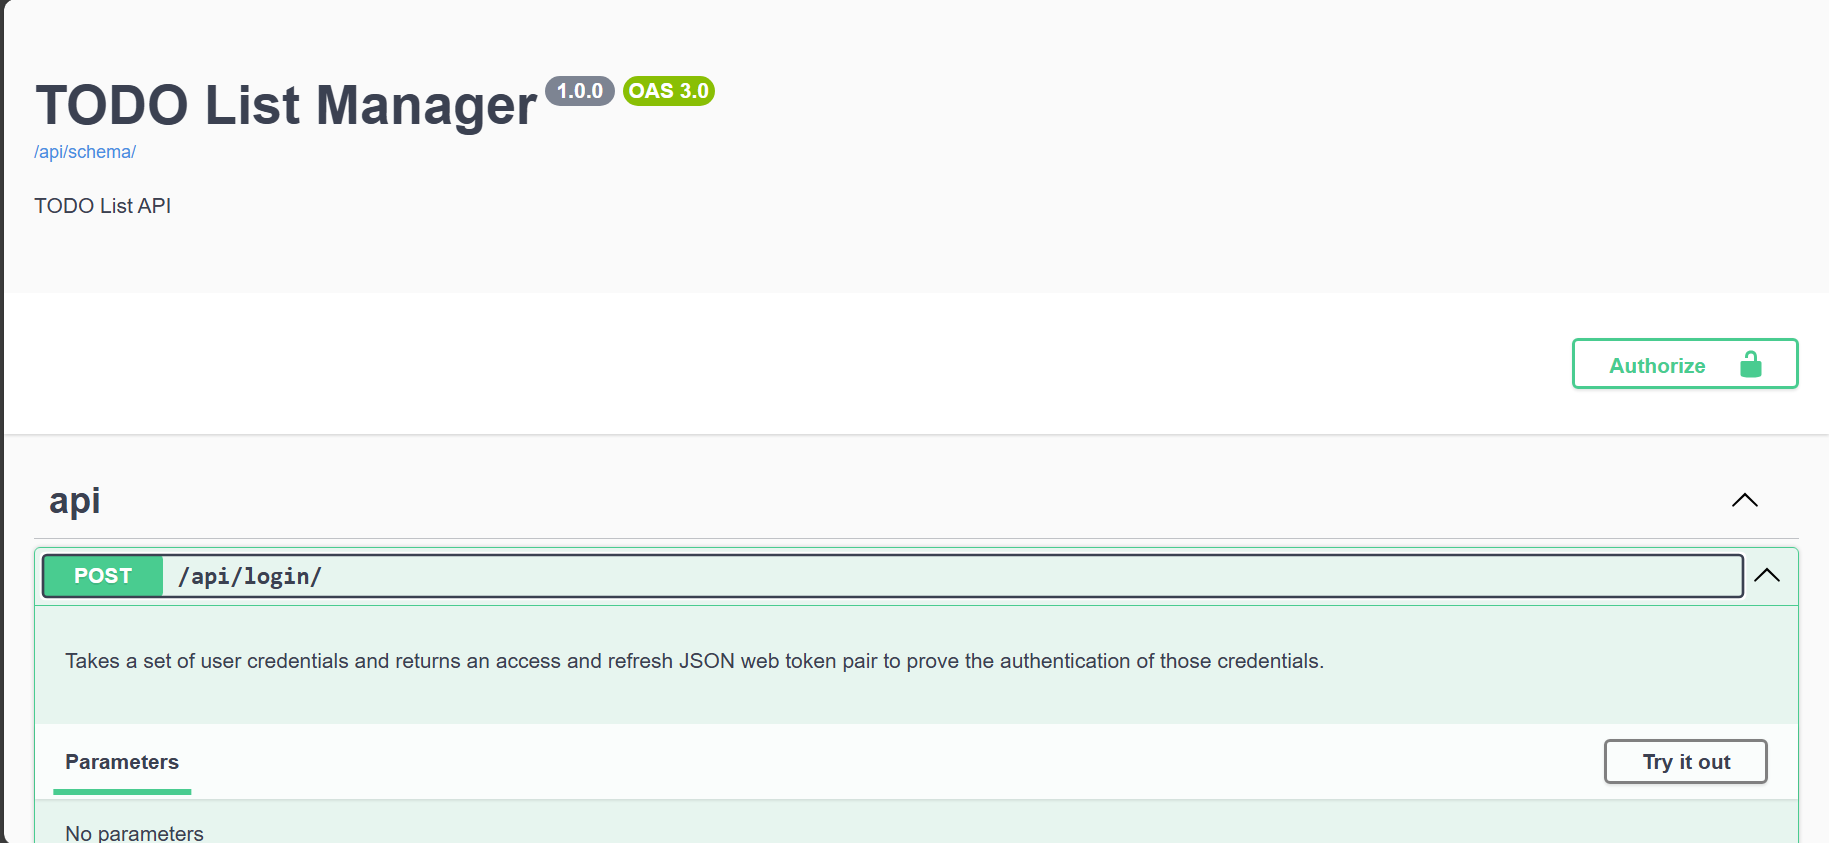 TODO List Manager 1.0.0 OAS 3.0
/api/schema/
TODO List API
Authorize
api
POST /api/login/
Takes a set of user credentials and returns an access and refresh JSON web token pair to prove the authentication of those credentials.
Parameters
Try it out
No parameters